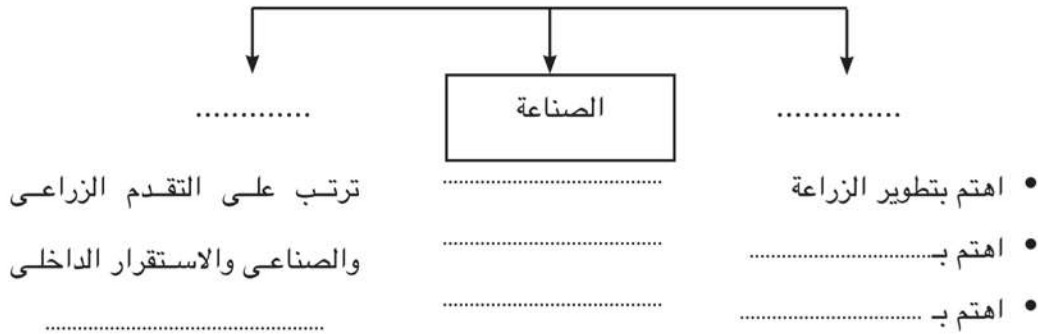 .............
الصناعة
.............
• اهتم بتطوير الزراعة
• اهتم بـ..............................
• اهتم بـ ..............................
..........................................
..........................................
..........................................
ترتب على التقدم الزراعى
والصناعى والاستقرار الداخلى
....................................................